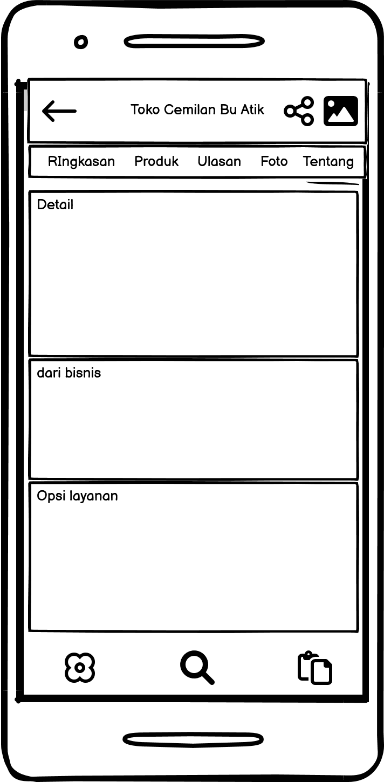 Toko Cemilan Bu Atik
RIngkasan Produk Ulasan Foto Tentang
Detail
dari bisnis
Opsi layanan